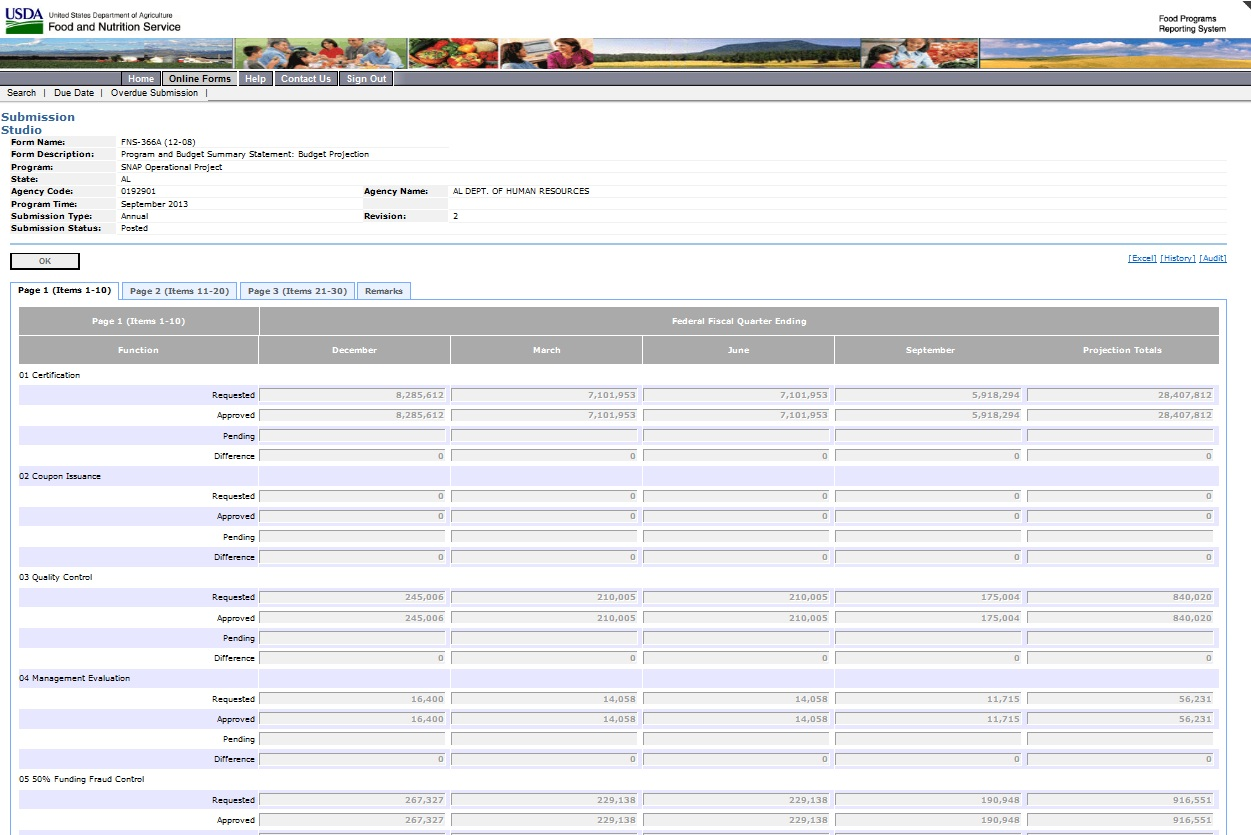 USDA United States Department of Agriculture
Food and Nutrition Service
Food Programs
Reporting System
Home Online Forms Help Contact Us Sign Out
Search | Due Date | Overdue Submission |
Submission
Studio
Form Name: FNS-366A (12-08)
Form Description: Program and Budget Summary Statement: Budget Projection
Program: SNAP Operational Project
State: AL
Agency Code: 0192901 Agency Name: AL DEPT. OF HUMAN RESOURCES
Program Time: September 2013
Submission Type: Annual Revision: 2
Submission Status: Posted
OK [Excel] [History] [Audit]
Page 1 (Items 1-10) Page 2 (Items 11-20) Page 3 (Items 21-30) Remarks
Page 1 (Items 1-10) Federal Fiscal Quarter Ending
Function December March June September Projection Totals
01 Certification
Requested 8,285,612 7,101,953 7,101,953 5,918,294 28,407,812
Approved 8,285,612 7,101,953 7,101,953 5,918,294 28,407,812
Pending
Difference 0 0 0 0 0
02 Coupon Issuance
Requested 0 0 0 0 0
Approved 0 0 0 0 0
Pending
Difference 0 0 0 0 0
03 Quality Control
Requested 245,006 210,005 210,005 175,004 840,020
Approved 245,006 210,005 210,005 175,004 840,020
Pending
Difference 0 0 0 0 0
04 Management Evaluation
Requested 16,400 14,058 14,058 11,715 56,231
Approved 16,400 14,058 14,058 11,715 56,231
Pending
Difference 0 0 0 0 0
05 50% Funding Fraud Control
Requested 267,327 229,138 229,138 190,948 916,551
Approved 267,327 229,138 229,138 190,948 916,551